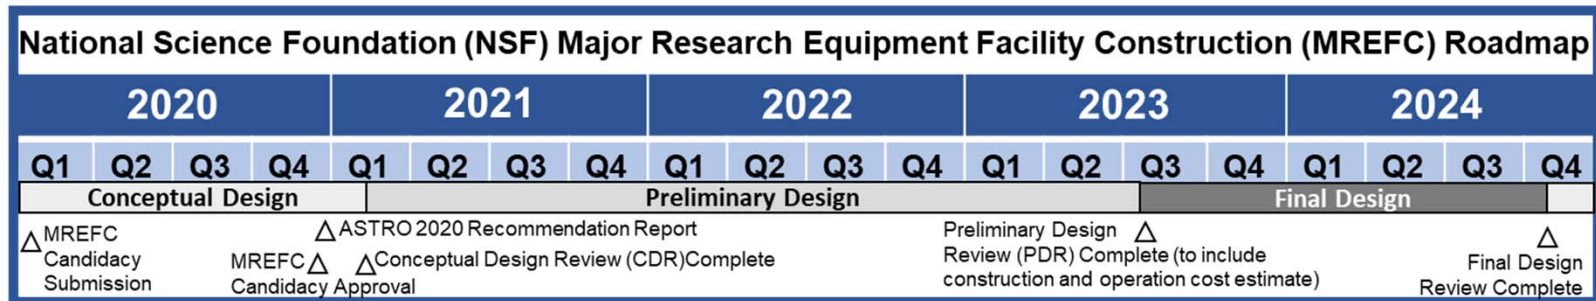 National Science Foundation (NSF) Major Research Equipment Facility Construction (MREFC) Roadmap
2020 2021 2022 2023 2024
Q1 Q2 Q3 Q4 Q1 Q2 Q3 Q4 Q1 Q2 Q3 Q4 Q1 Q2 Q3 Q4 Q1 Q2 Q3 Q4
Conceptual Design Preliminary Design Final Design
MREFC
Candidacy
Submission
ASTRO 2020 Recommendation Report
MREFC
Candidacy Approval
Conceptual Design Review (CDR)Complete
Preliminary Design
Review (PDR) Complete (to include
construction and operation cost estimate)
Final Design
Review Complete